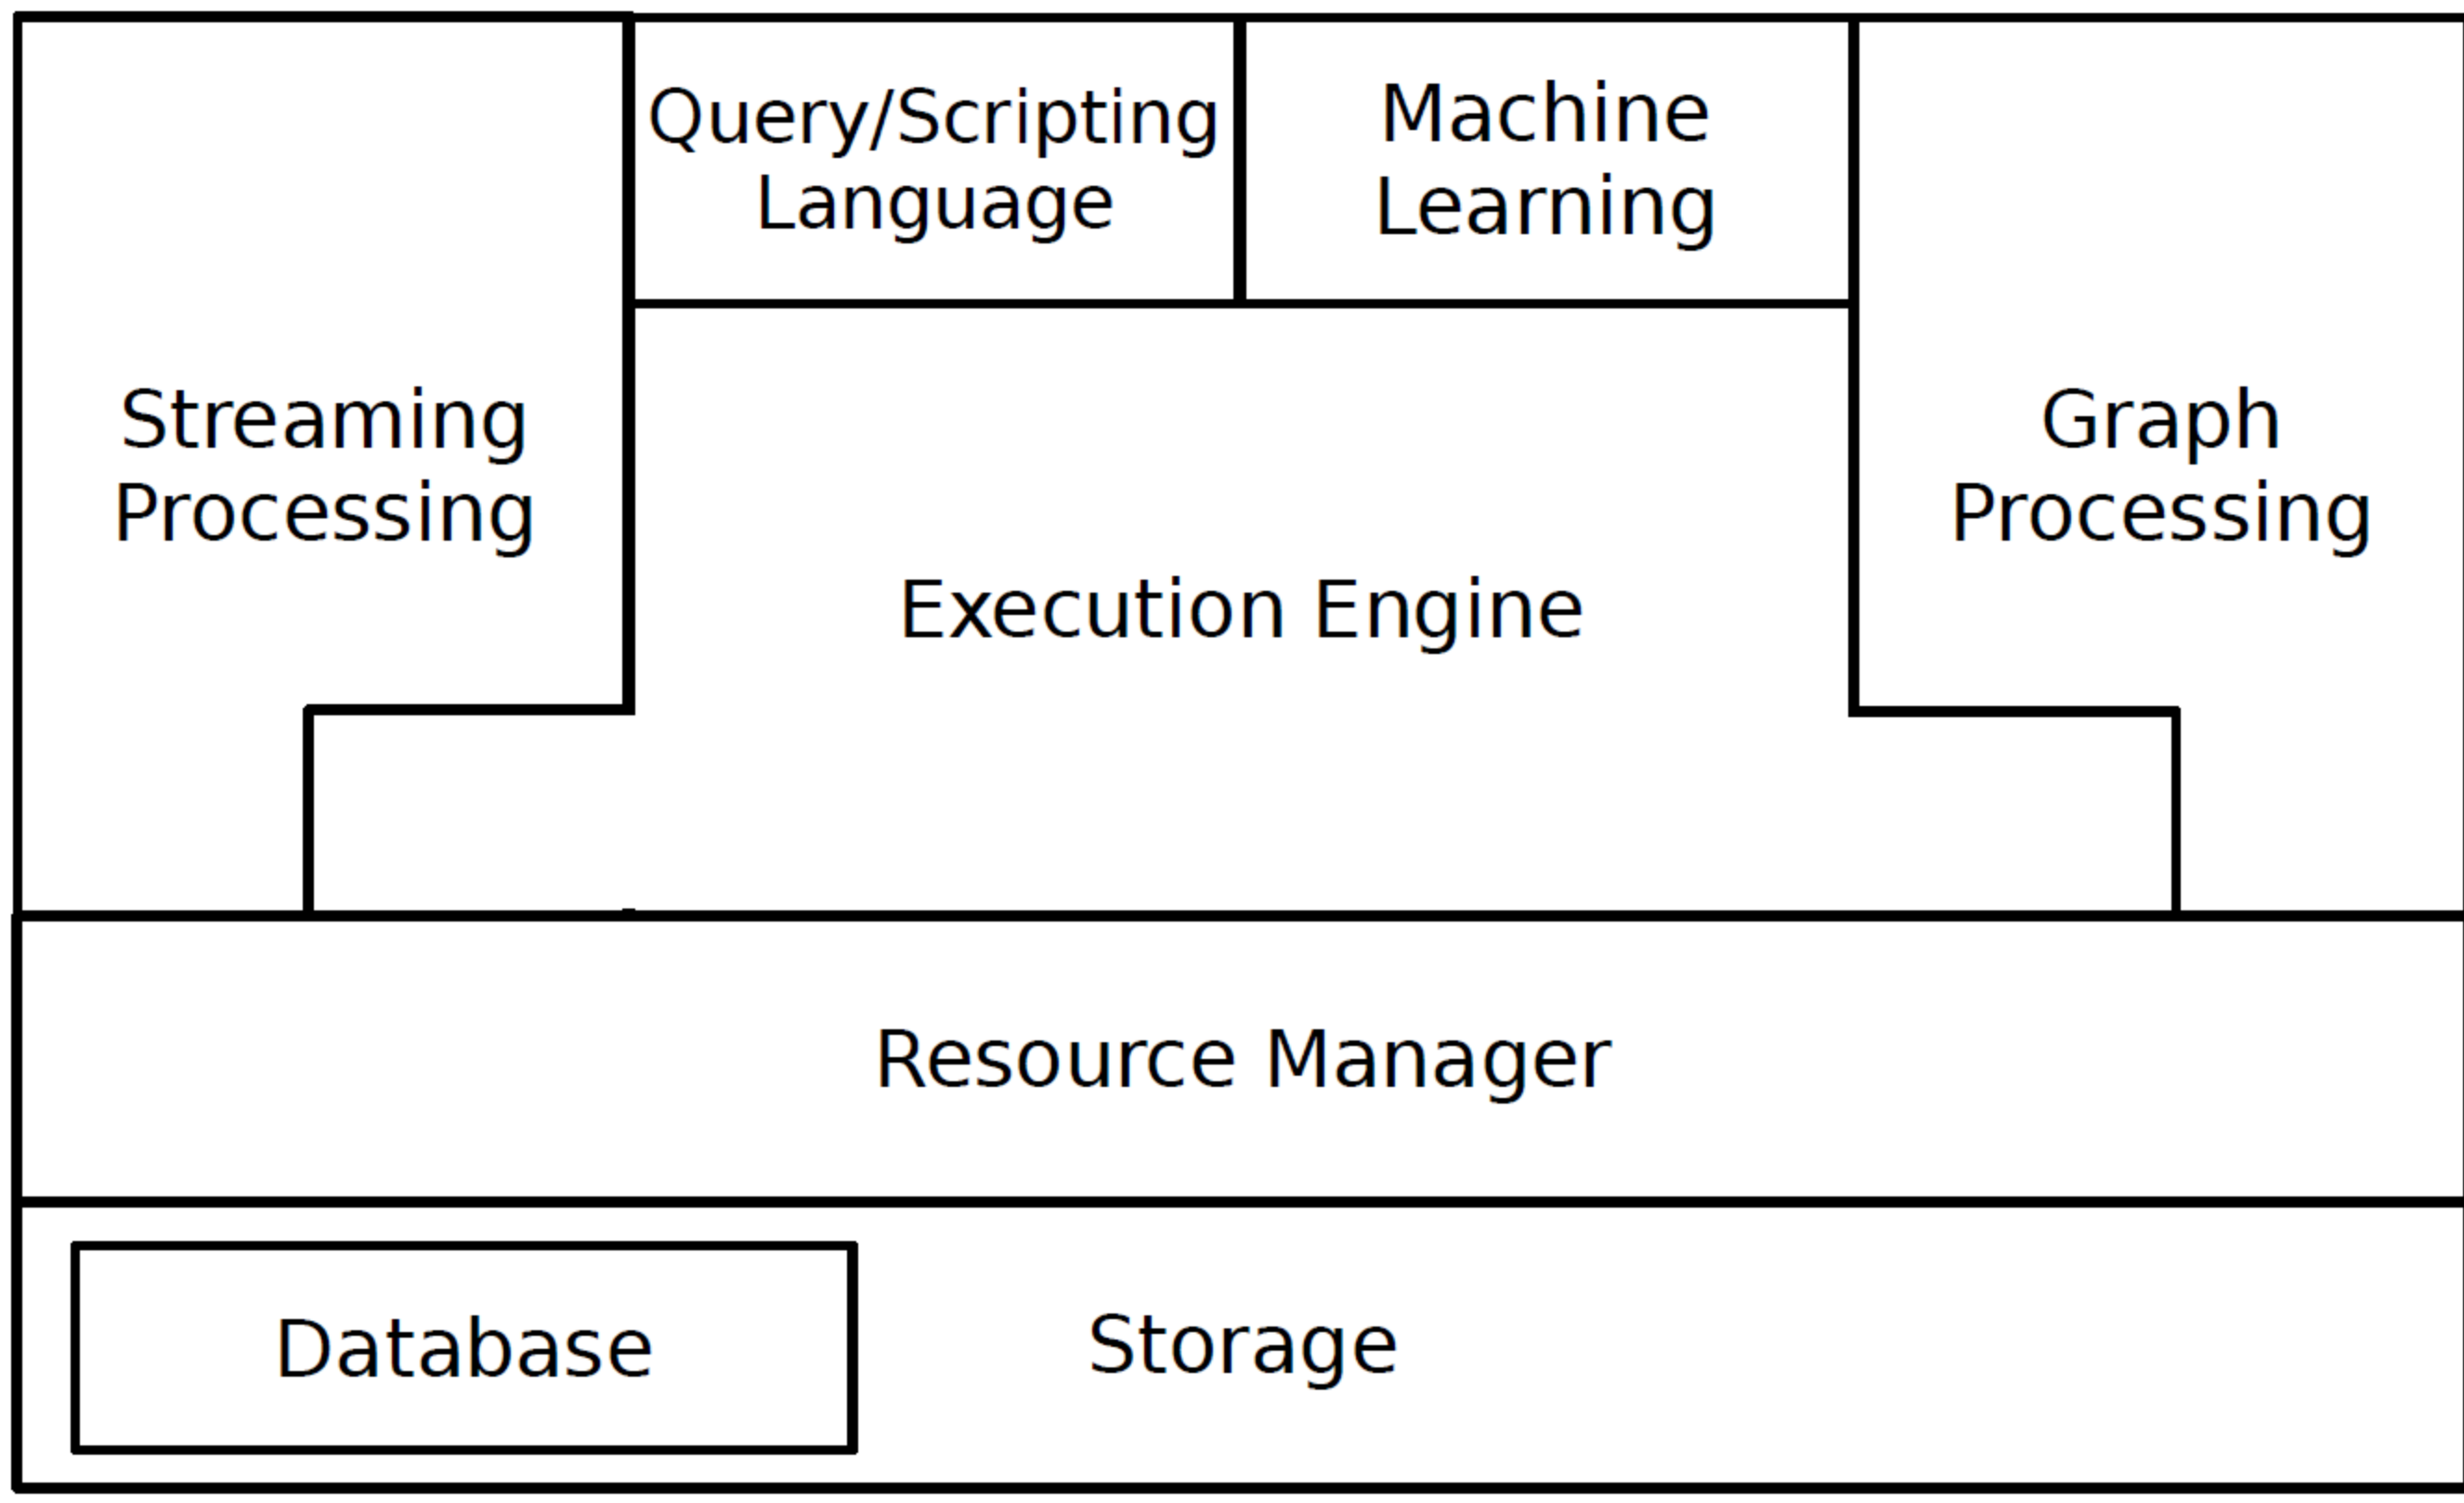 Query/Scripting
Language
Machine
Learning
Streaming
Processing
Graph
Processing
Execution Engine
Resource Manager
Database
Storage